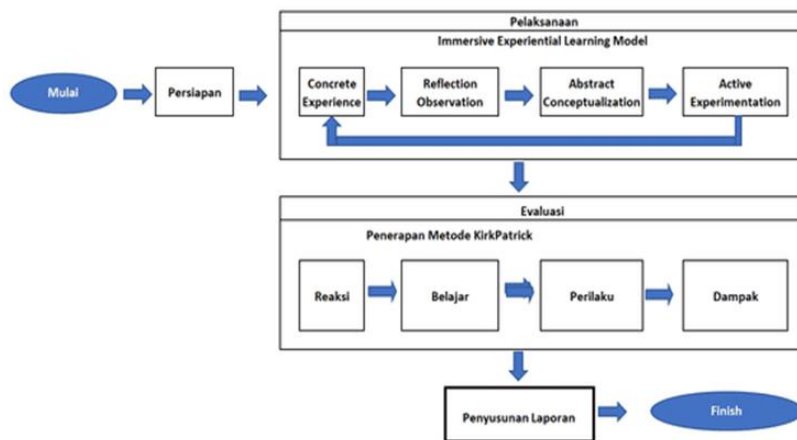 Pelaksanaan
Immersive Experiential Learning Model
Mulai
Persiapan
Concrete
Experience
Reflection
Observation
Abstract
Conceptualization
Active
Experimentation
Evaluasi
Penerapan Metode KirkPatrick
Reaksi
Belajar
Perilaku
Dampak
Penyusunan Laporan
Finish